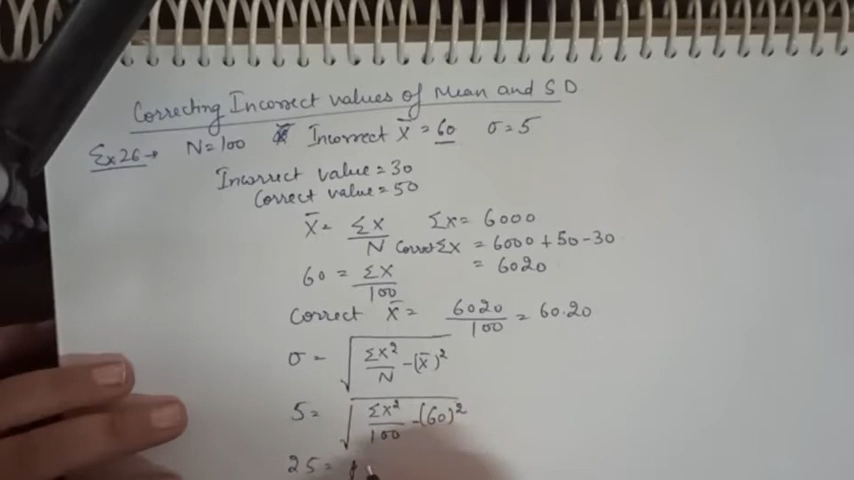 Correcting Incorrect values of Mean and S D
Ex26→ N=100 Incorrect X̄ = 60 σ=5
Incorrect value = 30
Correct value = 50
X̄ = ΣX/N ΣX = 6000
Correct ΣX = 6000 + 50 - 30
60 = ΣX/100 = 6020
Correct X̄ = 6020/100 = 60.20
σ = √(ΣX²/N - (X̄)²)
5 = √(ΣX²/100 - (60)²)
25 =